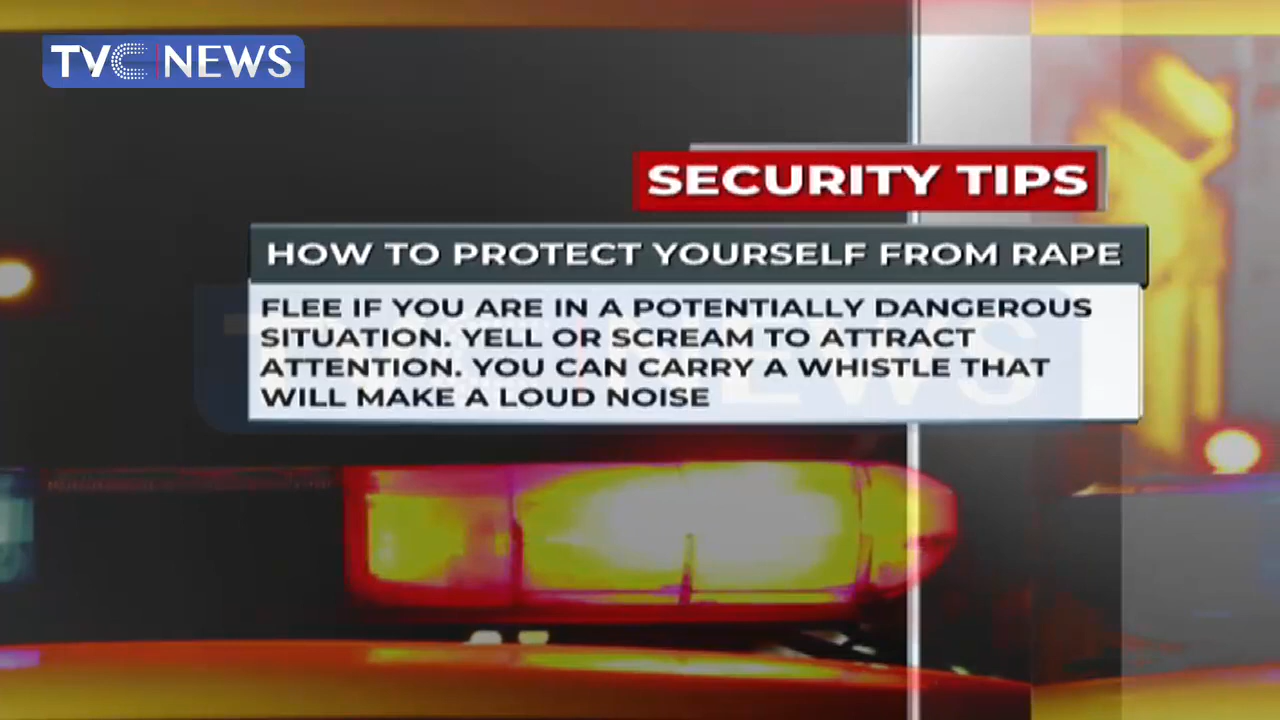 TVC NEWS
SECURITY TIPS
HOW TO PROTECT YOURSELF FROM RAPE
FLEE IF YOU ARE IN A POTENTIALLY DANGEROUS
SITUATION. YELL OR SCREAM TO ATTRACT
ATTENTION. YOU CAN CARRY A WHISTLE THAT
WILL MAKE A LOUD NOISE